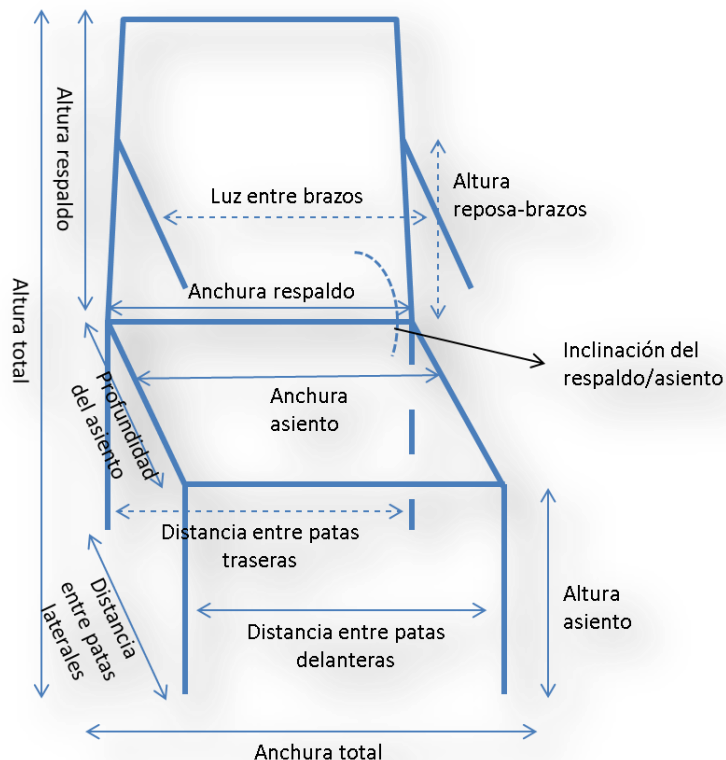 Altura respaldo
Altura total
Luz entre brazos
Altura
reposa-brazos
Anchura respaldo
Inclinación del
respaldo/asiento
Profundidad
del asiento
Anchura
asiento
Distancia entre patas
traseras
Distancia
entre patas
laterales
Distancia entre patas
delanteras
Altura
asiento
Anchura total